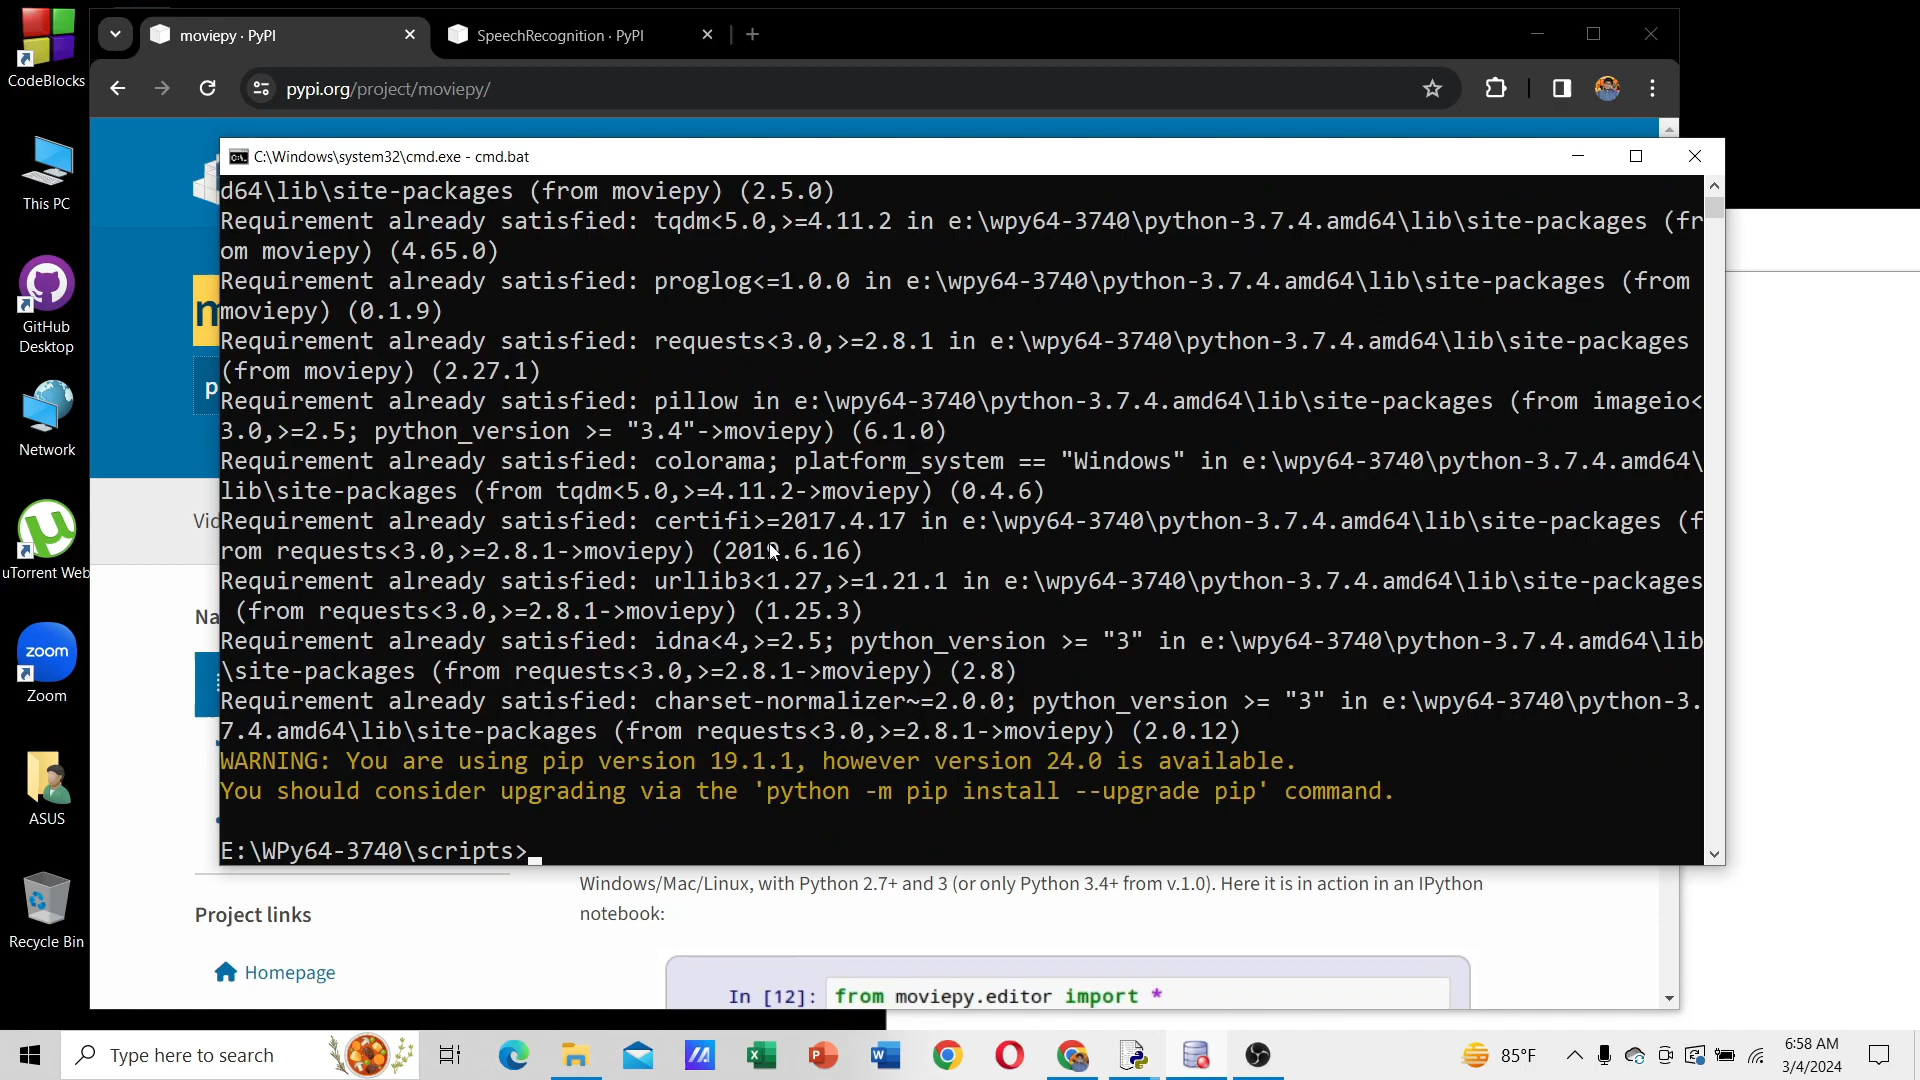 CodeBlocks
This PC
GitHub
Desktop
Network
uTorrent Web
zoom
Zoom
ASUS
Recycle Bin
moviepy · PyPI
SpeechRecognition · PyPI
pypi.org/project/moviepy/
C:\Windows\system32\cmd.exe - cmd.bat
d64\lib\site-packages (from moviepy) (2.5.0)
Requirement already satisfied: tqdm<5.0,>=4.11.2 in e:\wpy64-3740\python-3.7.4.amd64\lib\site-packages (fr
om moviepy) (4.65.0)
Requirement already satisfied: proglog<=1.0.0 in e:\wpy64-3740\python-3.7.4.amd64\lib\site-packages (from
moviepy) (0.1.9)
Requirement already satisfied: requests<3.0,>=2.8.1 in e:\wpy64-3740\python-3.7.4.amd64\lib\site-packages
(from moviepy) (2.27.1)
Requirement already satisfied: pillow in e:\wpy64-3740\python-3.7.4.amd64\lib\site-packages (from imageio<
3.0,>=2.5; python_version >= "3.4"->moviepy) (6.1.0)
Requirement already satisfied: colorama; platform_system == "Windows" in e:\wpy64-3740\python-3.7.4.amd64\
lib\site-packages (from tqdm<5.0,>=4.11.2->moviepy) (0.4.6)
Requirement already satisfied: certifi>=2017.4.17 in e:\wpy64-3740\python-3.7.4.amd64\lib\site-packages (f
rom requests<3.0,>=2.8.1->moviepy) (2019.6.16)
Requirement already satisfied: urllib3<1.27,>=1.21.1 in e:\wpy64-3740\python-3.7.4.amd64\lib\site-packages
(from requests<3.0,>=2.8.1->moviepy) (1.25.3)
Requirement already satisfied: idna<4,>=2.5; python_version >= "3" in e:\wpy64-3740\python-3.7.4.amd64\lib
\site-packages (from requests<3.0,>=2.8.1->moviepy) (2.8)
Requirement already satisfied: charset-normalizer~=2.0.0; python_version >= "3" in e:\wpy64-3740\python-3.
7.4.amd64\lib\site-packages (from requests<3.0,>=2.8.1->moviepy) (2.0.12)
WARNING: You are using pip version 19.1.1, however version 24.0 is available.
You should consider upgrading via the 'python -m pip install --upgrade pip' command.
E:\WPy64-3740\scripts>
Windows/Mac/Linux, with Python 2.7+ and 3 (or only Python 3.4+ from v.1.0). Here it is in action in an IPython
notebook:
Project links
Homepage
In [12]: from moviepy.editor import *
Type here to search
85°F
6:58 AM
3/4/2024